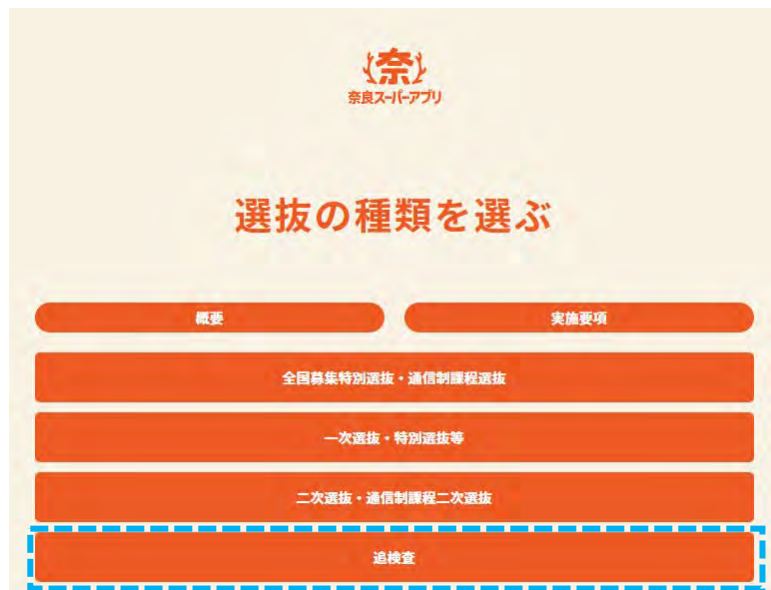 奈
奈良スーパーアプリ
選抜の種類を選ぶ
概要
実施要項
全国募集特別選抜・通信制課程選抜
一次選抜・特別選抜等
二次選抜・通信制課程二次選抜
追検査